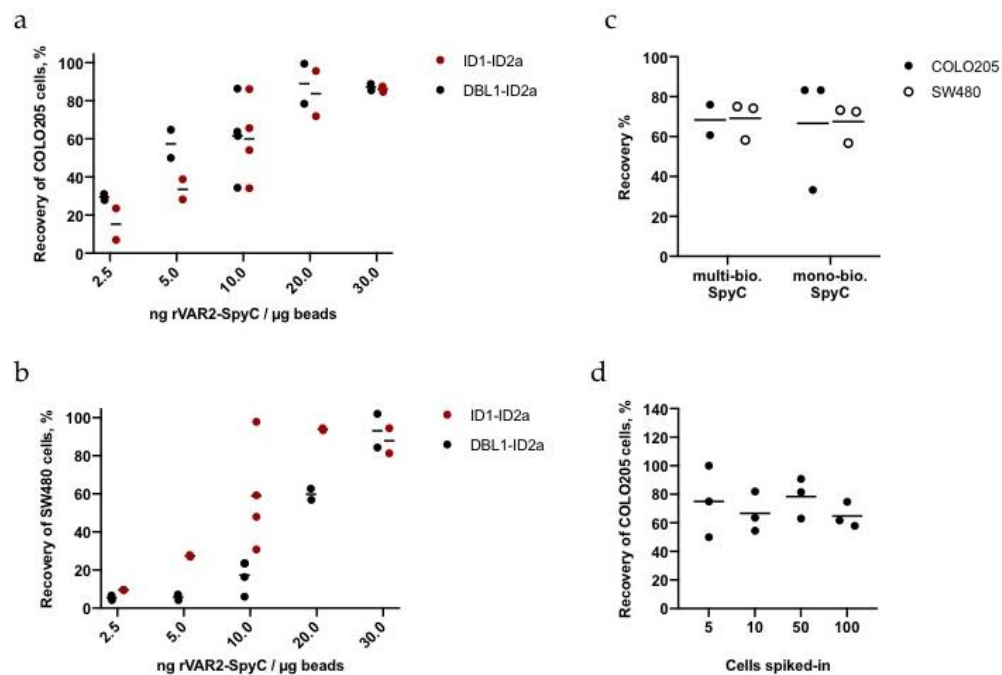 a
Recovery of COLO205 cells, %
100
80
60
40
20
0
2.5
5.0
10.0
20.0
30.0
ng rVAR2-SpyC / µg beads
ID1-ID2a
DBL1-ID2a
b
Recovery of SW480 cells, %
100
80
60
40
20
0
2.5
5.0
10.0
20.0
30.0
ng rVAR2-SpyC / µg beads
ID1-ID2a
DBL1-ID2a
c
Recovery %
100
80
60
40
20
0
multi-bio.
SpyC
mono-bio.
SpyC
COLO205
SW480
d
Recovery of COLO205 cells, %
140
120
100
80
60
40
20
0
5
10
50
100
Cells spiked-in